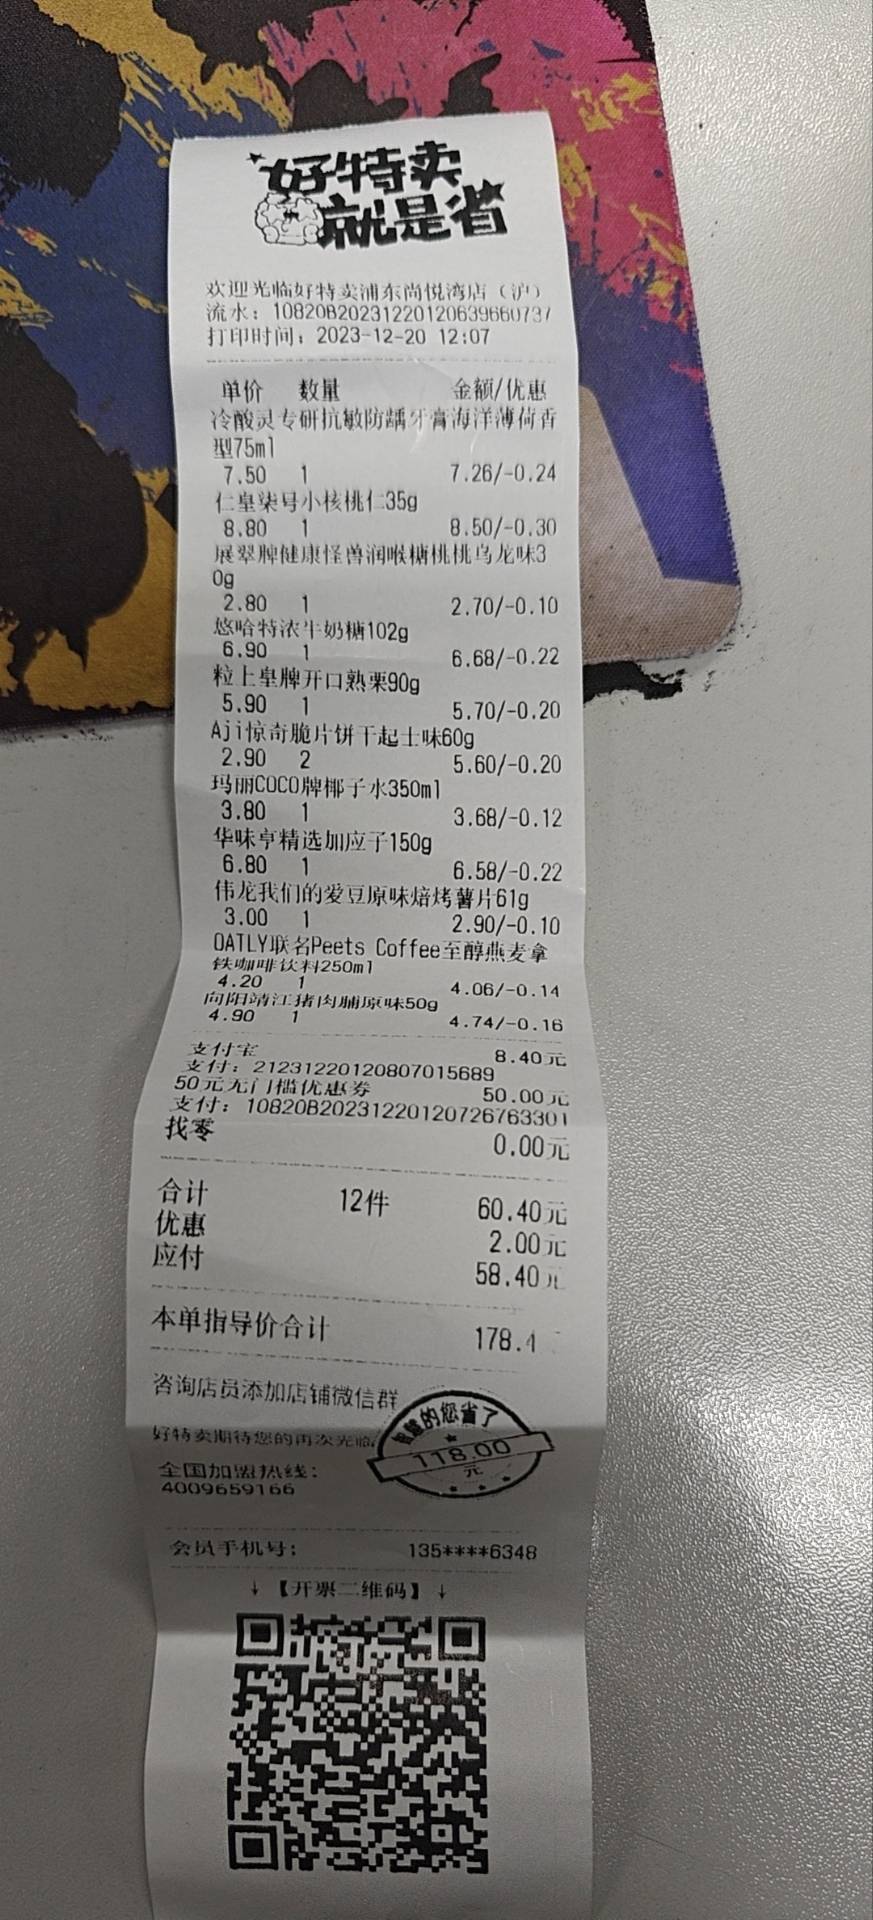 好特卖
就是省
欢迎光临好特卖浦东尚悦湾店（沪）
流水：10820B20231220120639660737
打印时间：2023-12-20 12:07
单价 数量 金额/优惠
冷酸灵专研抗敏防龋牙膏海洋薄荷香
型75ml
7.50 1 7.26/-0.24
仁皇柒号小核桃仁35g
8.80 1 8.50/-0.30
展翠牌健康怪兽润喉糖桃桃乌龙味3
0g
2.80 1 2.70/-0.10
悠哈特浓牛奶糖102g
6.90 1 6.68/-0.22
粒上皇牌开口熟栗90g
5.90 1 5.70/-0.20
Aji惊奇脆片饼干起士味60g
2.90 2 5.60/-0.20
玛丽COCO牌椰子水350ml
3.80 1 3.68/-0.12
华味亨精选加应子150g
6.80 1 6.58/-0.22
伟龙我们的爱豆原味焙烤薯片61g
3.00 1 2.90/-0.10
OATLY联名Peets Coffee至醇燕麦拿
铁咖啡饮料250ml
4.20 1 4.06/-0.14
向阳靖江猪肉脯原味50g
4.90 1 4.74/-0.16
支付宝 8.40元
支付：212312201208070156​89
50元无门槛优惠券 50.00元
支付：10820B20231220120726763301
找零 0.00元
合计 12件 60.40元
优惠 2.00元
应付 58.40元
本单指导价合计 178.4
咨询店员添加店铺微信群
好特卖期待您的再次光临
全国加盟热线：
4009659166
的您省了
118.00
元
会员手机号： 135****6348
↓【开票二维码】↓